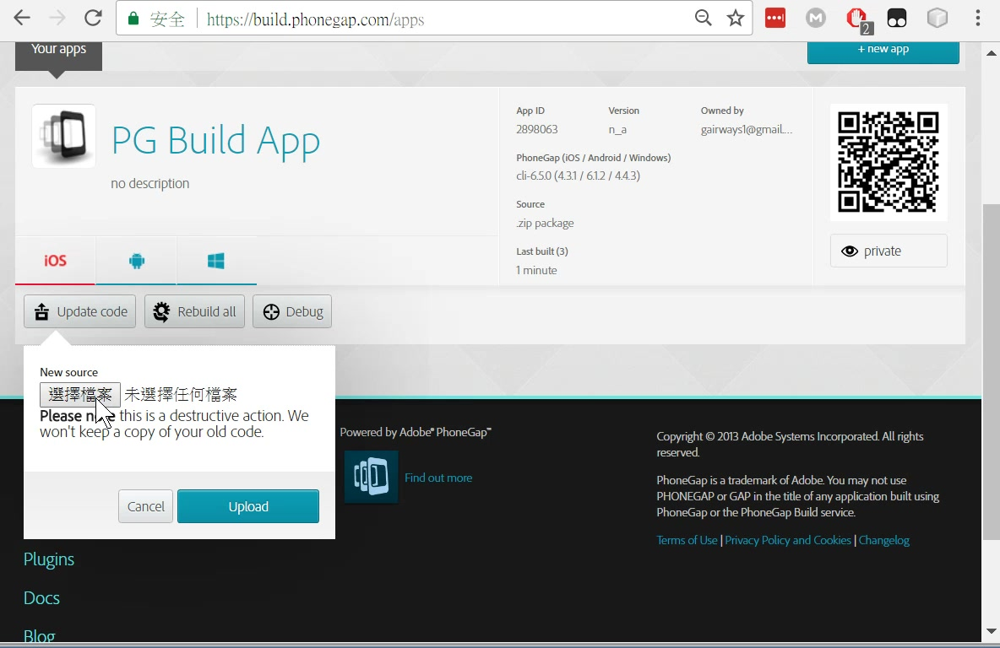 安全 https://build.phonegap.com/apps
2
Your apps
+ new app
PG Build App
no description
App ID
2898063
Version
n_a
Owned by
gairways1@gmail...
PhoneGap (iOS / Android / Windows)
cli-6.5.0 (4.3.1 / 6.1.2 / 4.4.3)
Source
.zip package
Last built (3)
1 minute
private
iOS
Update code
Rebuild all
Debug
New source
選擇檔案 未選擇任何檔案
Please this is a destructive action. We
won't keep a copy of your old code.
Cancel
Upload
Powered by Adobe® PhoneGap™
Find out more
Copyright © 2013 Adobe Systems Incorporated. All rights
reserved.
PhoneGap is a trademark of Adobe. You may not use
PHONEGAP or GAP in the title of any application built using
PhoneGap or the PhoneGap Build service.
Terms of Use | Privacy Policy and Cookies | Changelog
Plugins
Docs
Blog